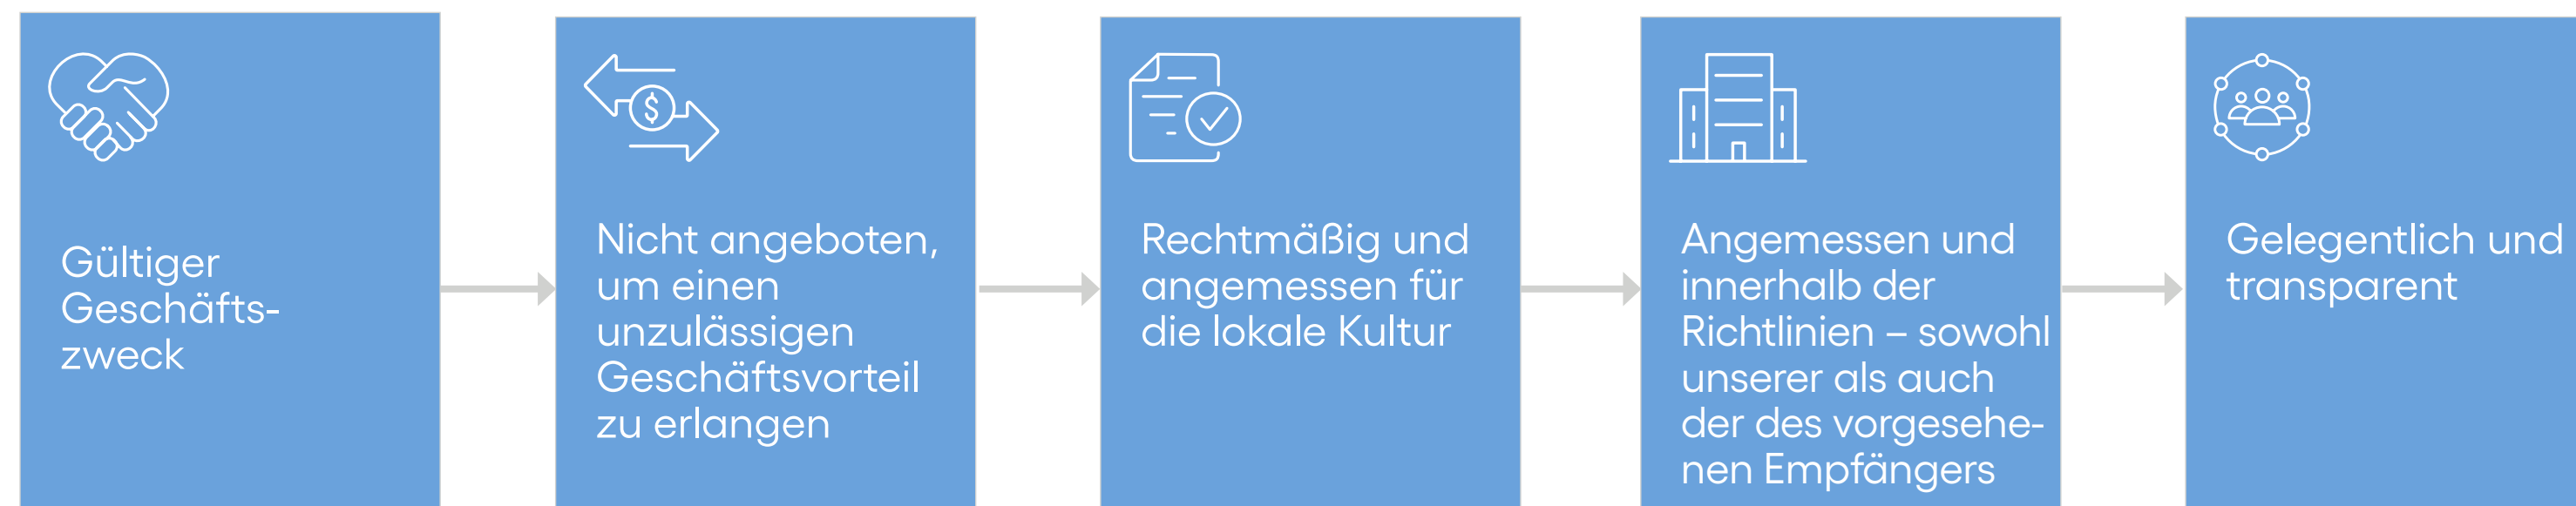 Gültiger
Geschäfts-
zweck
Nicht angeboten,
um einen
unzulässigen
Geschäftsvorteil
zu erlangen
Rechtmäßig und
angemessen für
die lokale Kultur
Angemessen und
innerhalb der
Richtlinien – sowohl
unserer als auch
der des vorgesehe-
nen Empfängers
Gelegentlich und
transparent